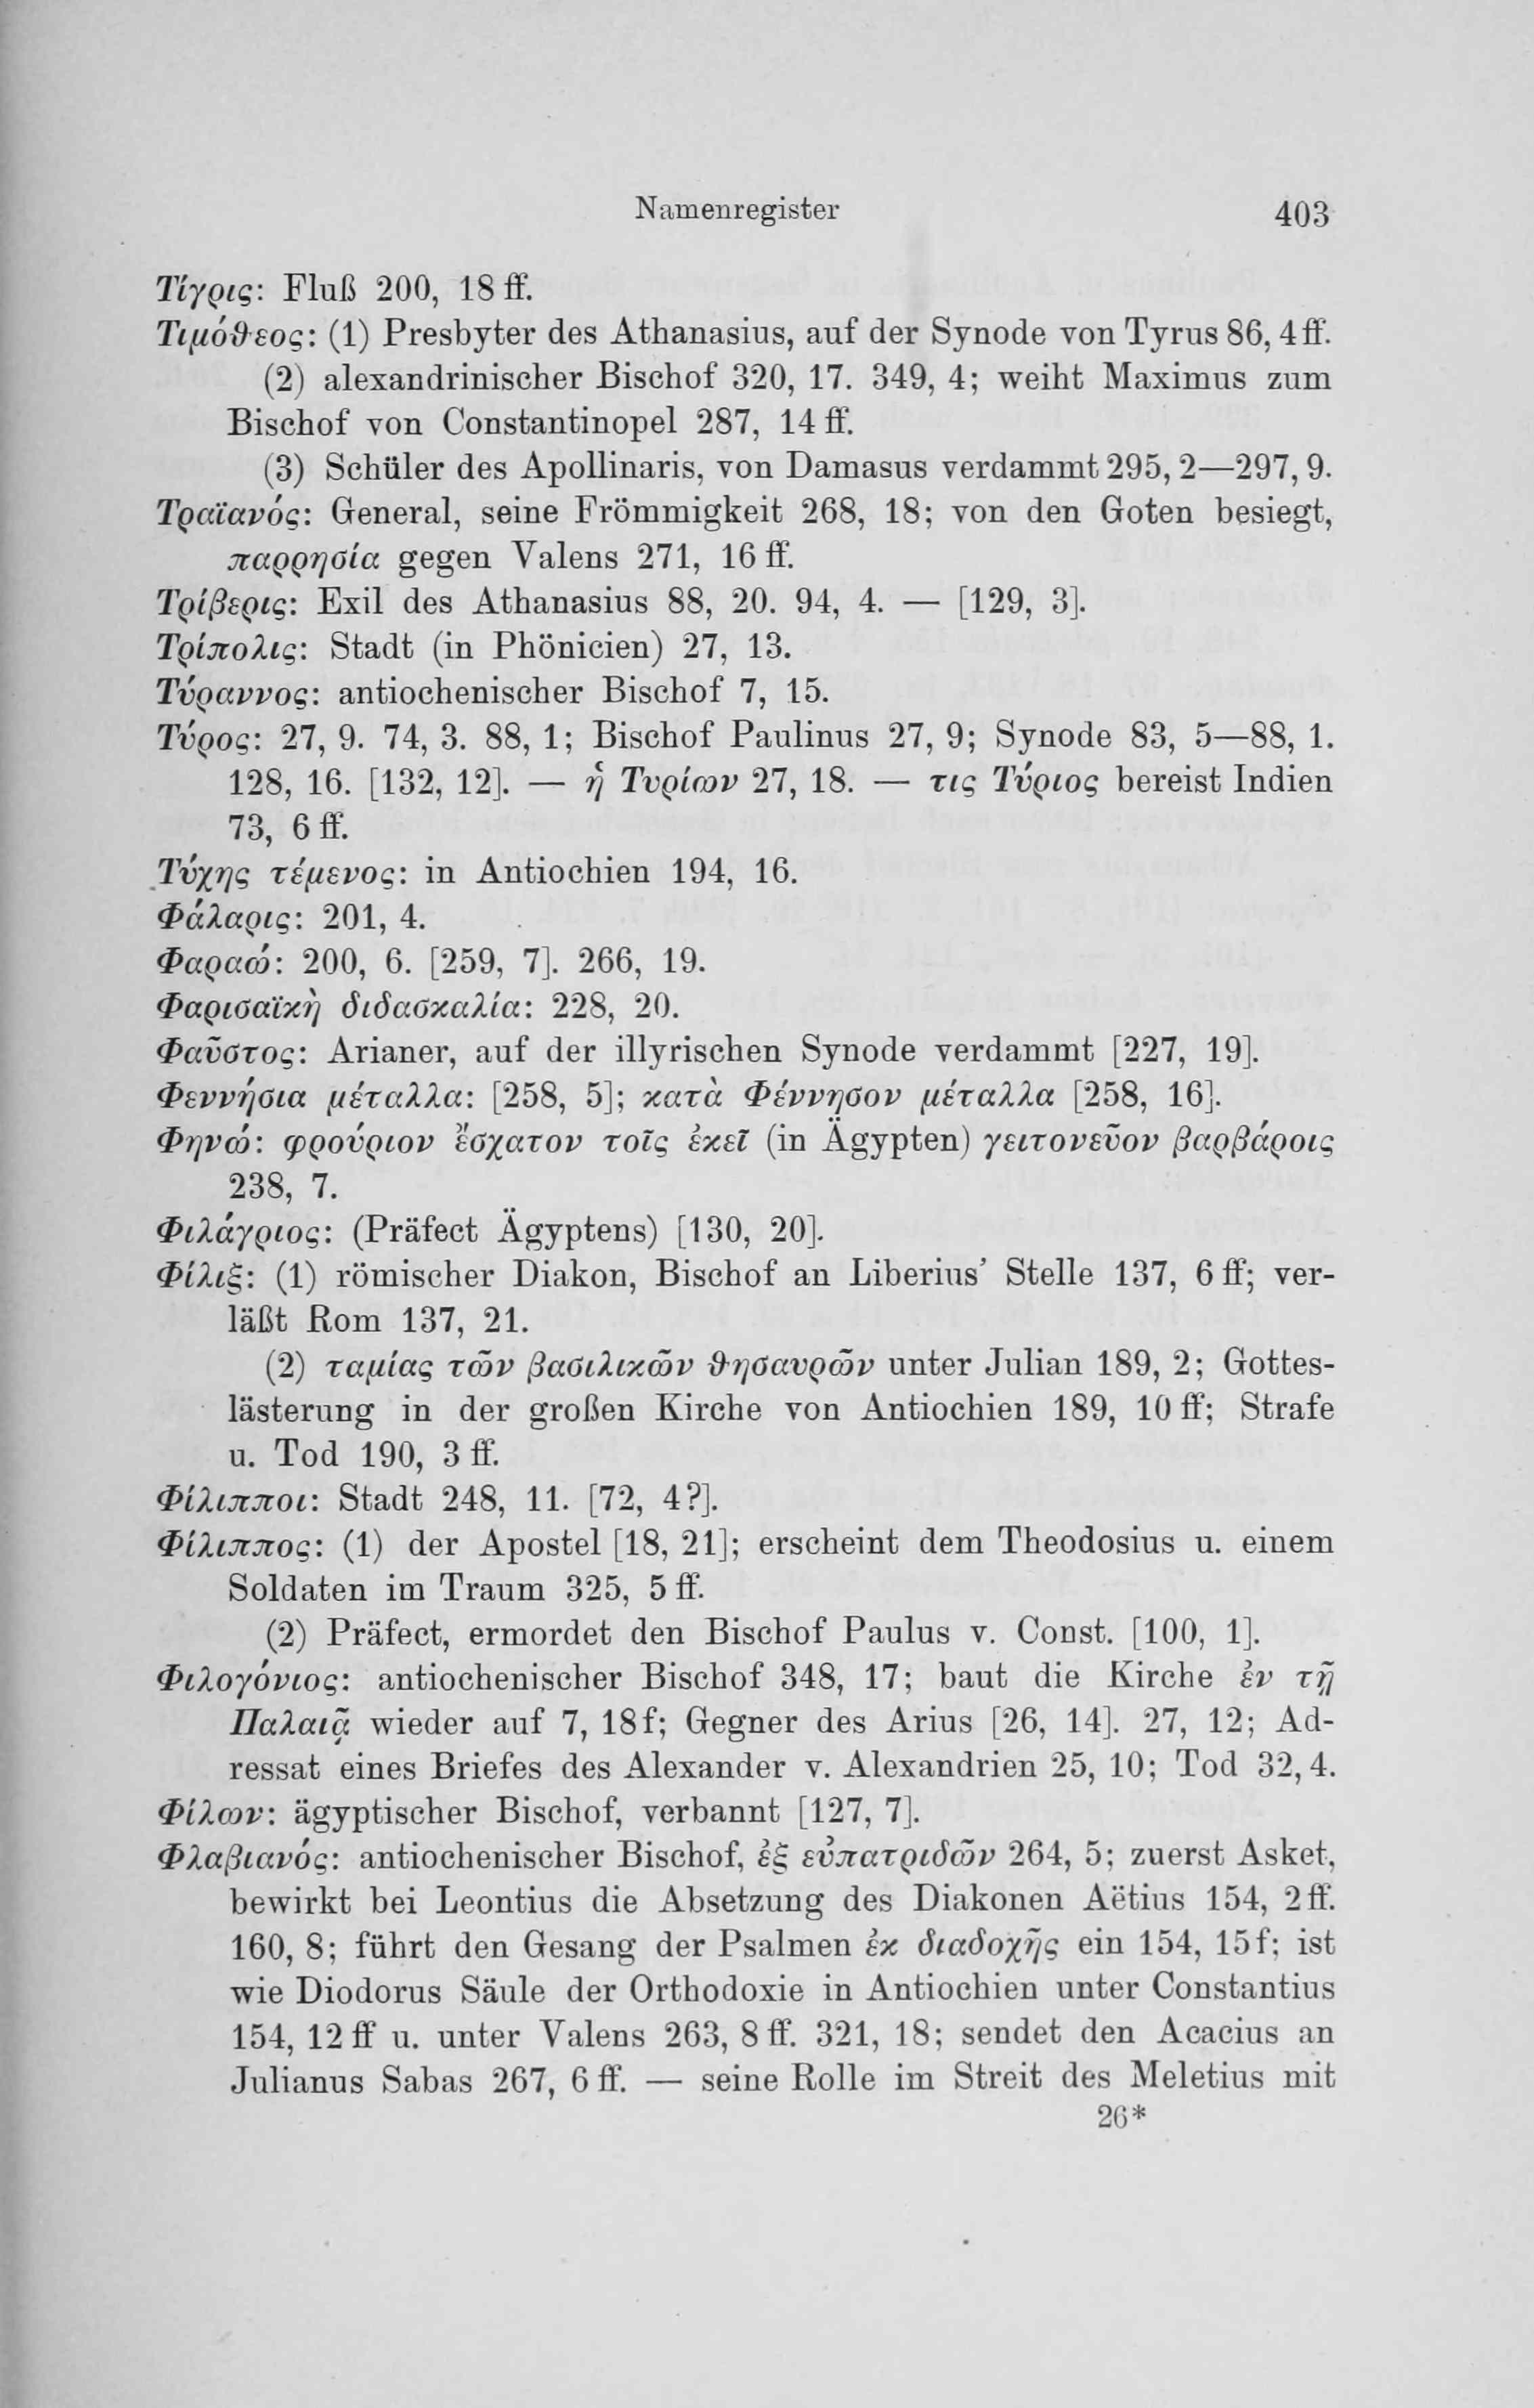 Namenregister 403
Τίγρις: Fluß 200, 18 ff.
Τιμόθεος: (1) Presbyter des Athanasius, auf der Synode von Tyrus 86, 4 ff.
(2) alexandrinischer Bischof 320, 17. 349, 4; weiht Maximus zum
Bischof von Constantinopel 287, 14 ff.
(3) Schüler des Apollinaris, von Damasus verdammt 295, 2—297, 9.
Τραϊανός: General, seine Frömmigkeit 268, 18; von den Goten besiegt,
παρρησία gegen Valens 271, 16 ff.
Τρίβερις: Exil des Athanasius 88, 20. 94, 4. — [129, 3].
Τρίπολις: Stadt (in Phönicien) 27, 13.
Τύραννος: antiochenischer Bischof 7, 15.
Τύρος: 27, 9. 74, 3. 88, 1; Bischof Paulinus 27, 9; Synode 83, 5—88, 1.
128, 16. [132, 12]. — ἡ Τυρίων 27, 18. — τις Τύριος bereist Indien
73, 6 ff.
Τύχης τέμενος: in Antiochien 194, 16.
Φάλαρις: 201, 4.
Φαραώ: 200, 6. [259, 7]. 266, 19.
Φαρισαϊκὴ διδασκαλία: 228, 20.
Φαῦστος: Arianer, auf der illyrischen Synode verdammt [227, 19].
Φεννήσια μέταλλα: [258, 5]; κατὰ Φέννησον μέταλλα [258, 16].
Φηνώ: φρούριον ἔσχατον τοῖς ἐκεῖ (in Ägypten) γειτονεῦον βαρβάροις
238, 7.
Φιλάγριος: (Präfect Ägyptens) [130, 20].
Φίλιξ: (1) römischer Diakon, Bischof an Liberius' Stelle 137, 6 ff; ver-
läßt Rom 137, 21.
(2) ταμίας τῶν βασιλικῶν θησαυρῶν unter Julian 189, 2; Gottes-
lästerung in der großen Kirche von Antiochien 189, 10 ff; Strafe
u. Tod 190, 3 ff.
Φίλιπποι: Stadt 248, 11. [72, 4?].
Φίλιππος: (1) der Apostel [18, 21]; erscheint dem Theodosius u. einem
Soldaten im Traum 325, 5 ff.
(2) Präfect, ermordet den Bischof Paulus v. Const. [100, 1].
Φιλογόνιος: antiochenischer Bischof 348, 17; baut die Kirche ἐν τῇ
Παλαιᾷ wieder auf 7, 18 f; Gegner des Arius [26, 14]. 27, 12; Ad-
ressat eines Briefes des Alexander v. Alexandrien 25, 10; Tod 32, 4.
Φίλων: ägyptischer Bischof, verbannt [127, 7].
Φλαβιανός: antiochenischer Bischof, ἐξ εὐπατριδῶν 264, 5; zuerst Asket,
bewirkt bei Leontius die Absetzung des Diakonen Aëtius 154, 2 ff.
160, 8; führt den Gesang der Psalmen ἐκ διαδοχῆς ein 154, 15 f; ist
wie Diodorus Säule der Orthodoxie in Antiochien unter Constantius
154, 12 ff u. unter Valens 263, 8 ff. 321, 18; sendet den Acacius an
Julianus Sabas 267, 6 ff. — seine Rolle im Streit des Meletius mit
26*